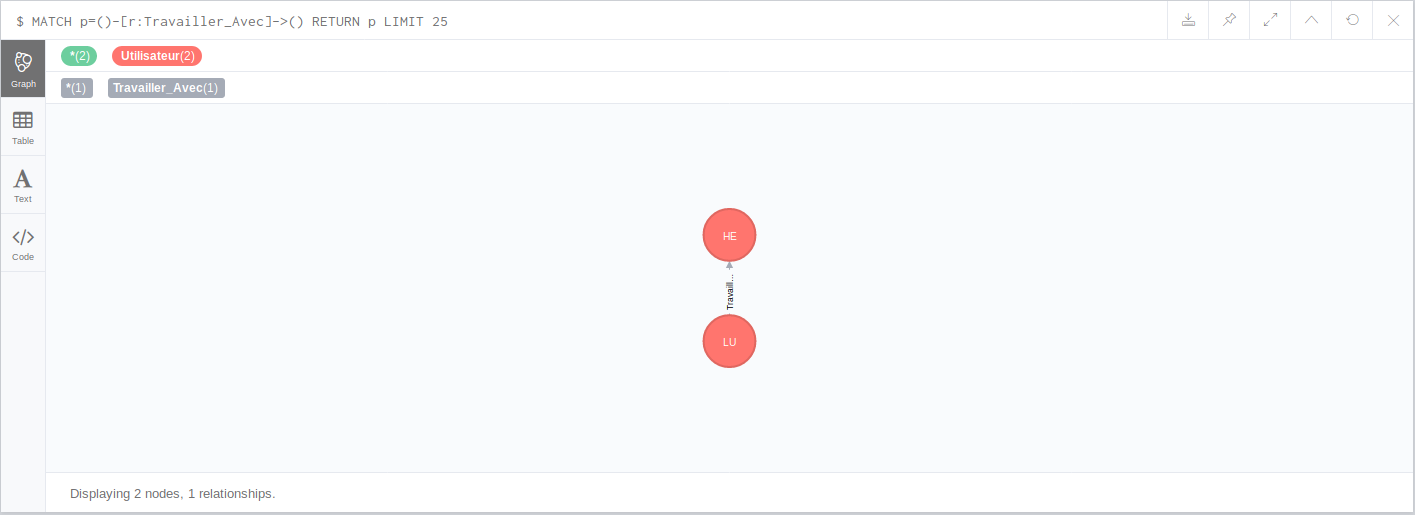 $ MATCH p=()-[r:Travailler_Avec]->() RETURN p LIMIT 25
Graph
*(2) Utilisateur(2)
*(1) Travailler_Avec(1)
Table
Text
Code
HE
Travaill...
LU
Displaying 2 nodes, 1 relationships.